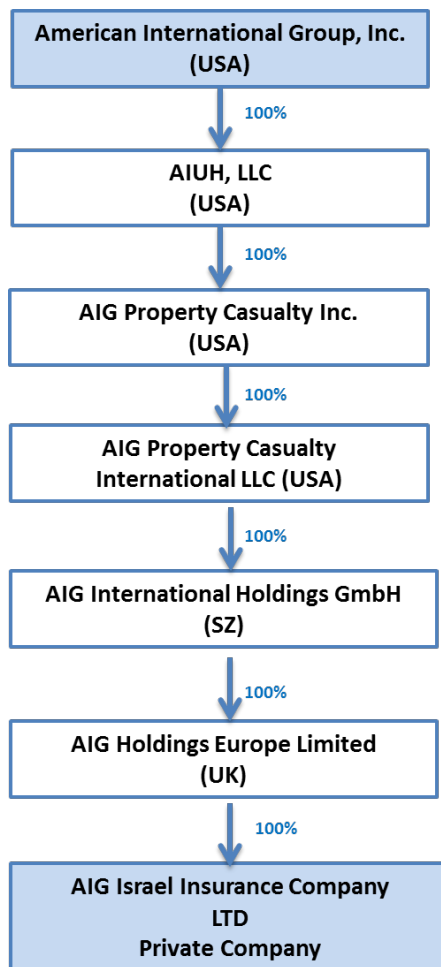 American International Group, Inc.
(USA)
100%
AIUH, LLC
(USA)
100%
AIG Property Casualty Inc.
(USA)
100%
AIG Property Casualty
International LLC (USA)
100%
AIG International Holdings GmbH
(SZ)
100%
AIG Holdings Europe Limited
(UK)
100%
AIG Israel Insurance Company
LTD
Private Company